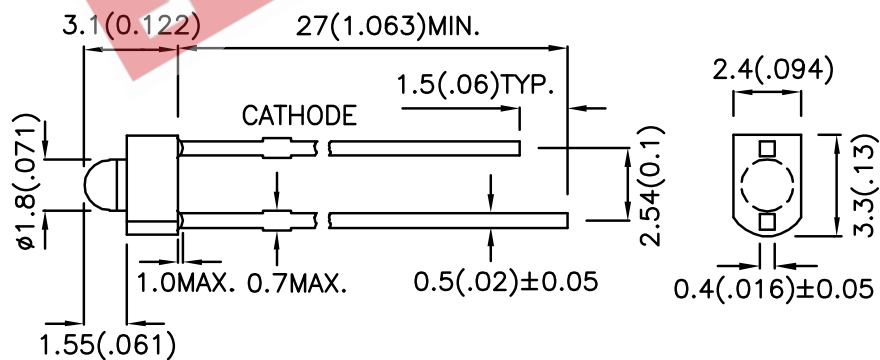 3.1(0.122)
27(1.063)MIN.
1.5(.06)TYP.
2.4(.094)
CATHODE
ø1.8(.071)
2.54(0.1)
3.3(.13)
1.0MAX.
0.7MAX.
0.5(.02)±0.05
0.4(.016)±0.05
1.55(.061)